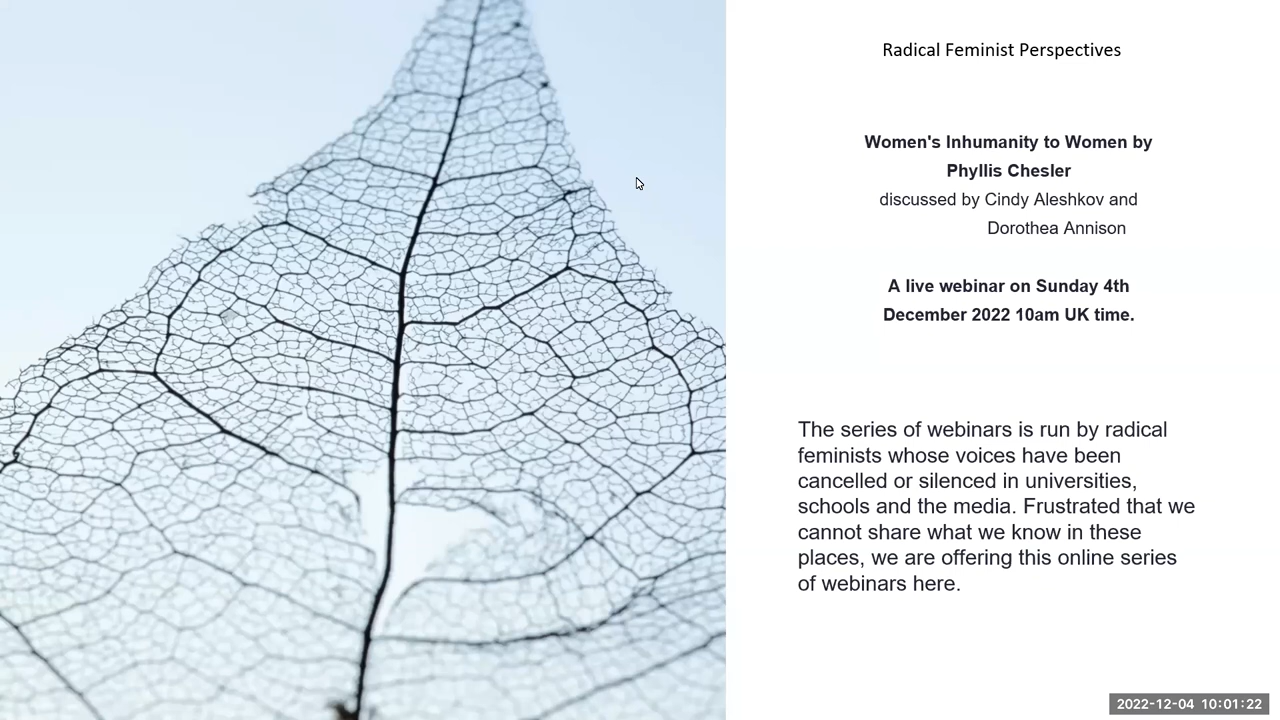 Radical Feminist Perspectives
Women's Inhumanity to Women by
Phyllis Chesler
discussed by Cindy Aleshkov and
Dorothea Annison
A live webinar on Sunday 4th
December 2022 10am UK time.
The series of webinars is run by radical
feminists whose voices have been
cancelled or silenced in universities,
schools and the media. Frustrated that we
cannot share what we know in these
places, we are offering this online series
of webinars here.
2022-12-04 10:01:22